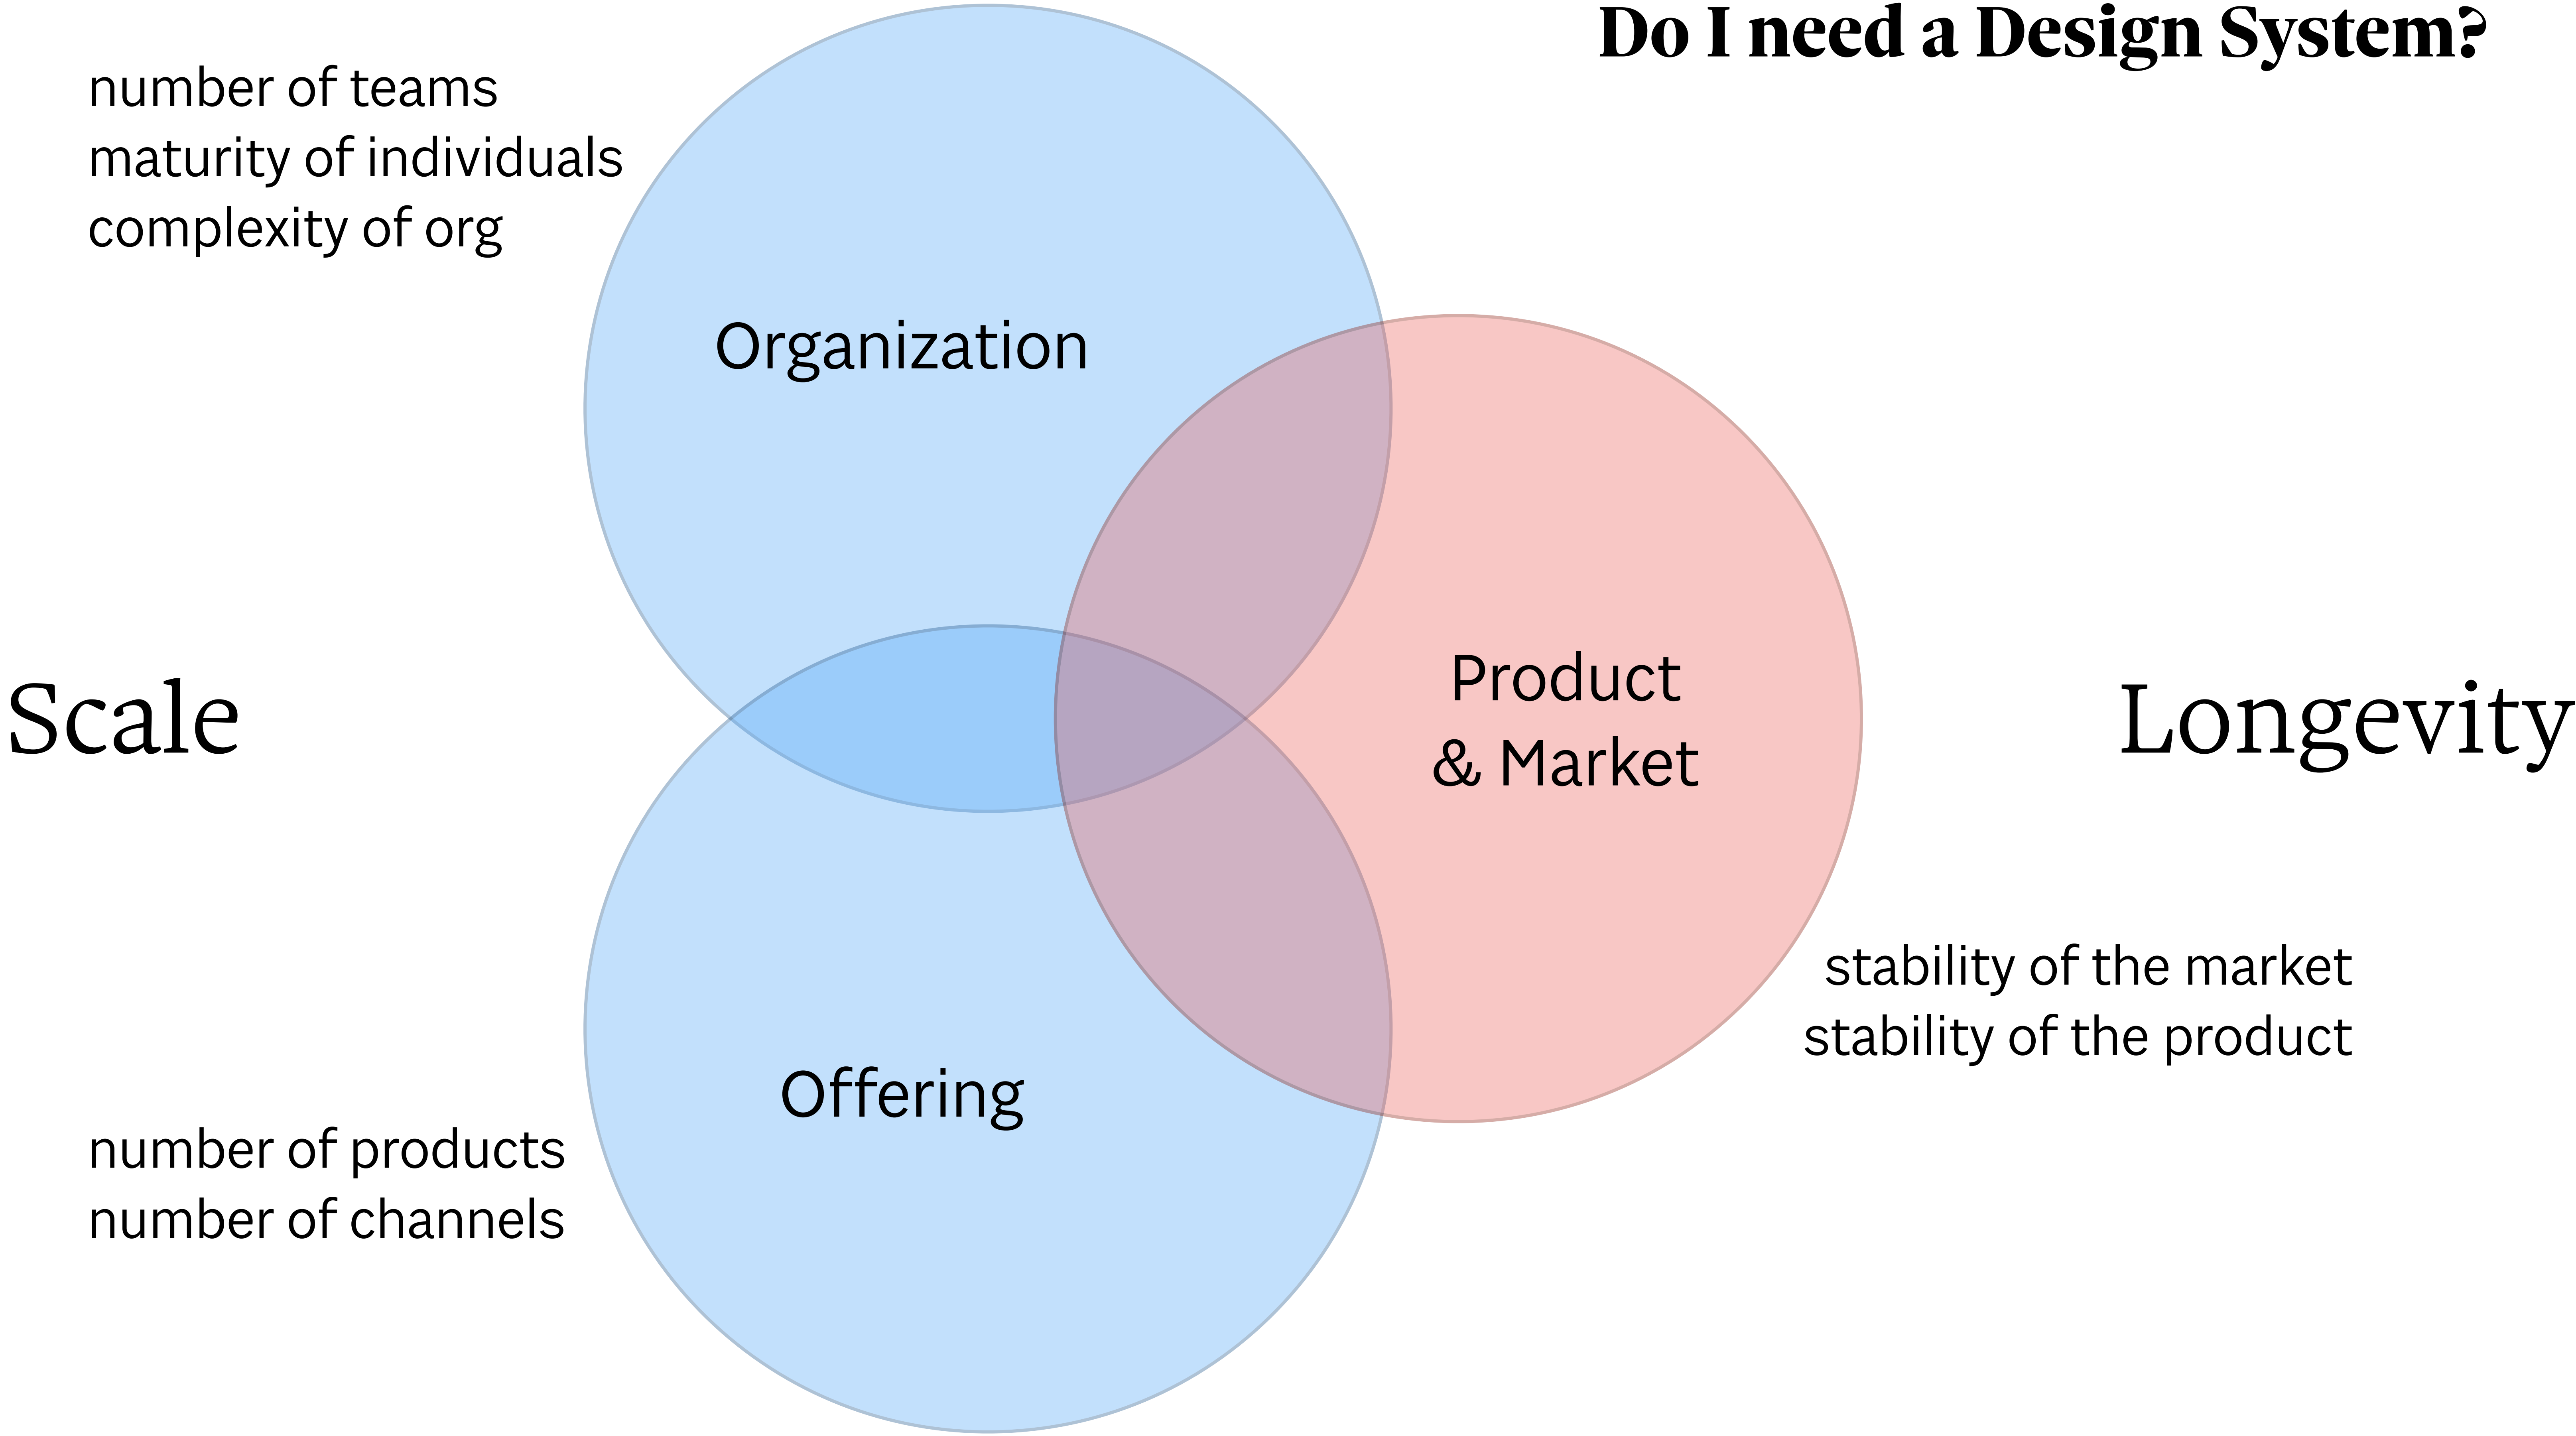 Do I need a Design System?
number of teams
maturity of individuals
complexity of org
Organization
Scale
Product
& Market
Longevity
stability of the market
stability of the product
Offering
number of products
number of channels